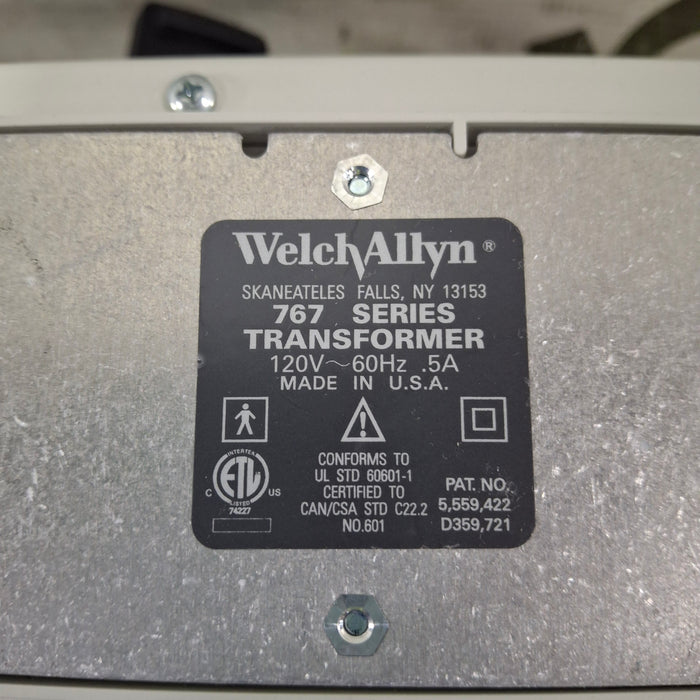 WelchAllyn®
SKANEATELES FALLS, NY 13153
767 SERIES
TRANSFORMER
120V~60Hz .5A
MADE IN U.S.A.
CONFORMS TO
UL STD 60601-1
CERTIFIED TO
CAN/CSA STD C22.2
NO.601
INTERTEK
C ETL US
LISTED
74227
PAT. NO.
5,559,422
D359,721